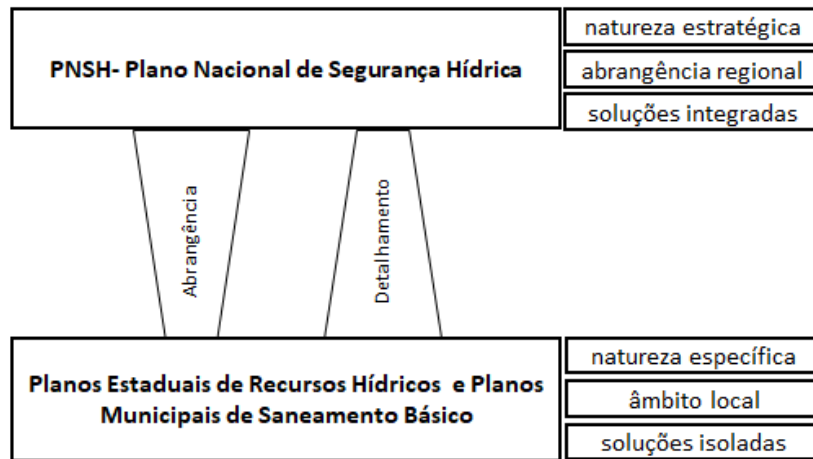 PNSH- Plano Nacional de Segurança Hídrica
natureza estratégica
abrangência regional
soluções integradas
Abrangência
Detalhamento
Planos Estaduais de Recursos Hídricos e Planos
Municipais de Saneamento Básico
natureza específica
âmbito local
soluções isoladas